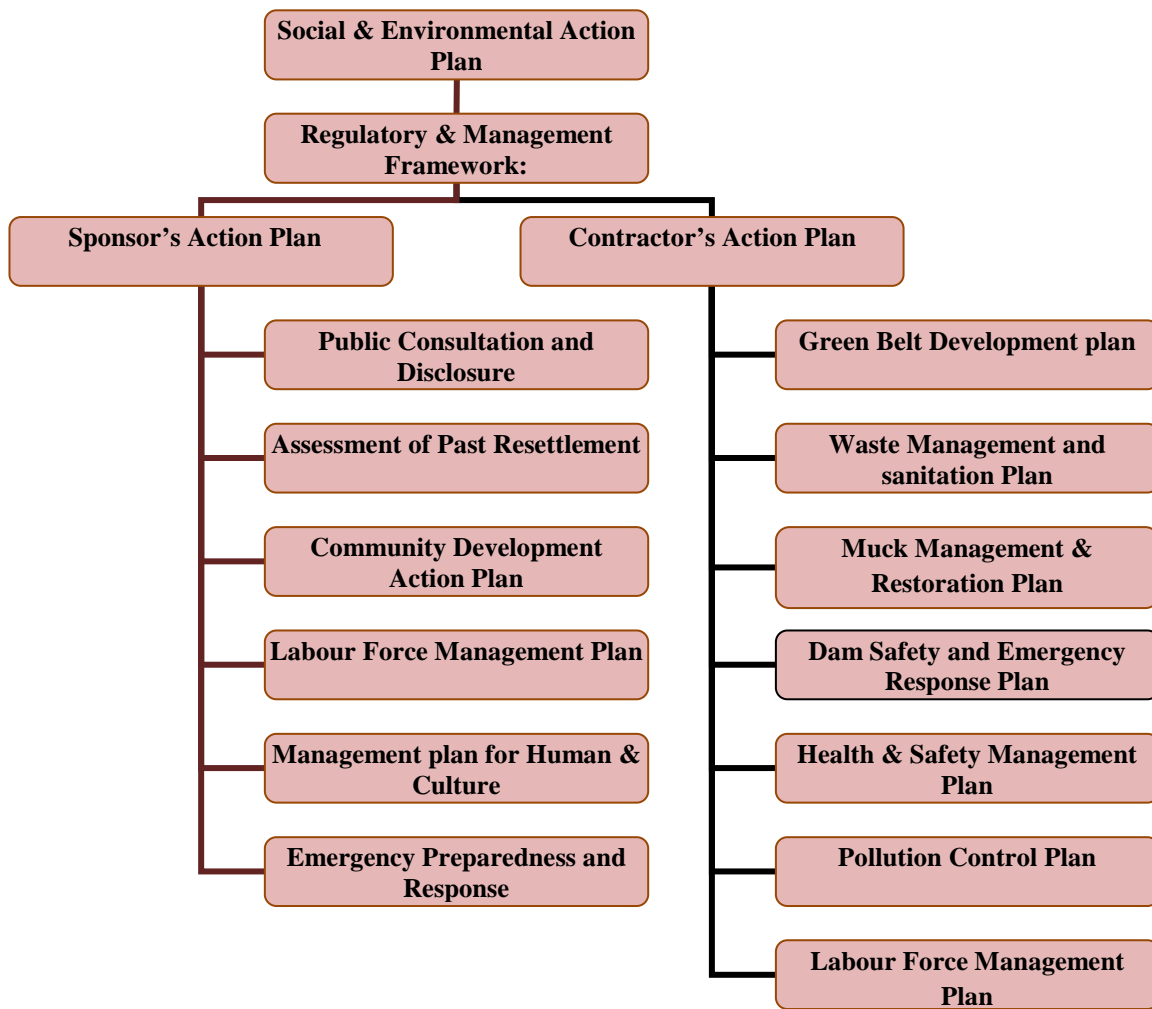 Social & Environmental Action
Plan
Regulatory & Management
Framework:
Sponsor’s Action Plan
Contractor’s Action Plan
Public Consultation and
Disclosure
Assessment of Past Resettlement
Community Development
Action Plan
Labour Force Management Plan
Management plan for Human &
Culture
Emergency Preparedness and
Response
Green Belt Development plan
Waste Management and
sanitation Plan
Muck Management &
Restoration Plan
Dam Safety and Emergency
Response Plan
Health & Safety Management
Plan
Pollution Control Plan
Labour Force Management
Plan